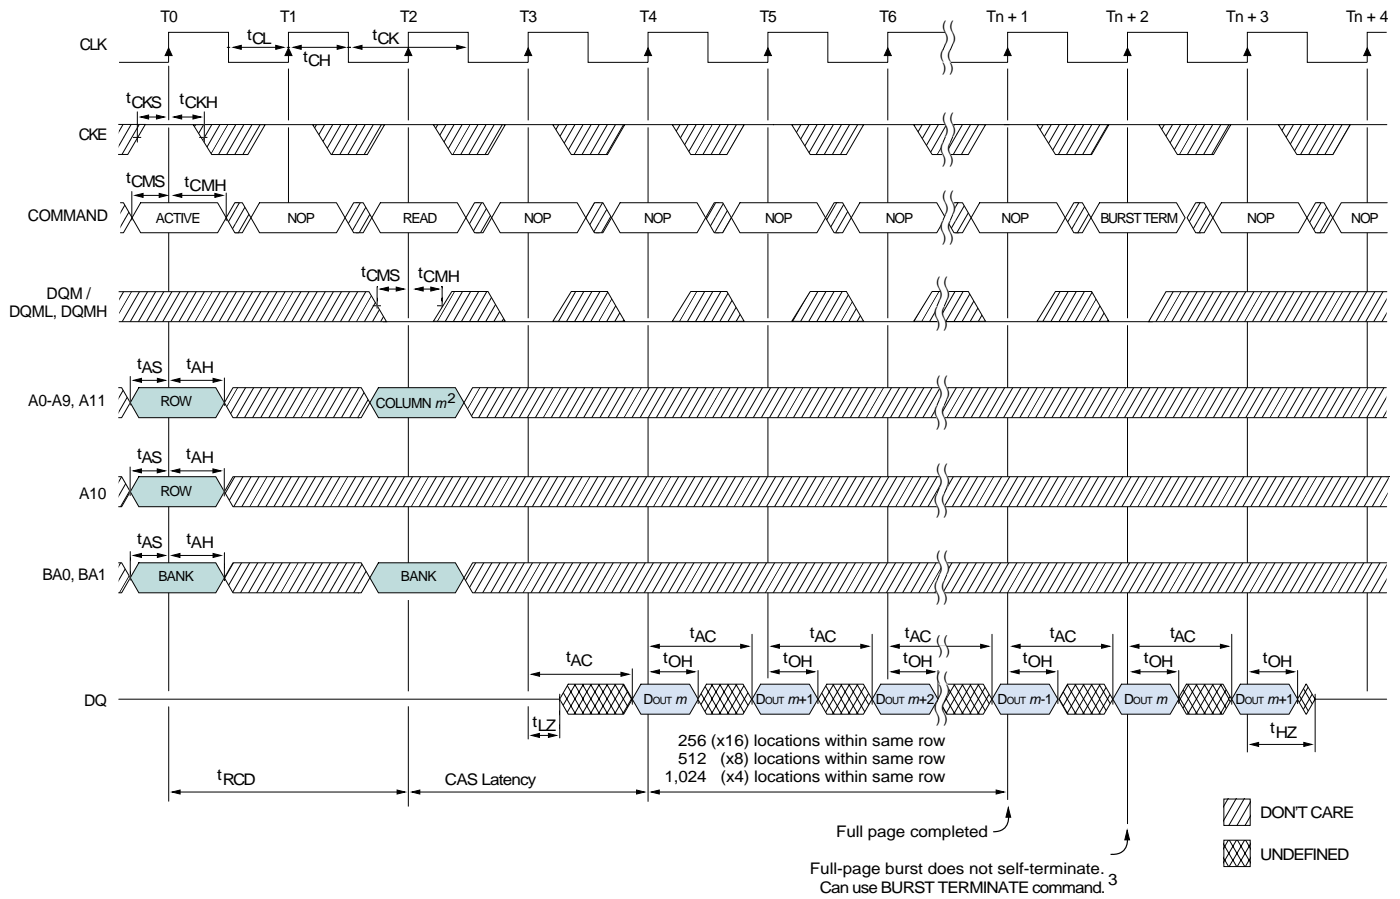 T0 T1 T2 T3 T4 T5 T6 Tn + 1 Tn + 2 Tn + 3 Tn + 4
CLK
tCL tCK
tCH
tCKS tCKH
CKE
tCMS tCMH
COMMAND ACTIVE NOP READ NOP NOP NOP NOP NOP BURST TERM NOP NOP
tCMS tCMH
DQM /
DQML, DQMH
tAS tAH
A0-A9, A11 ROW COLUMN m2
tAS tAH
A10 ROW
tAS tAH
BA0, BA1 BANK BANK
tAC tAC tAC tAC tAC tAC
tOH tOH tOH tOH tOH tOH
DQ DOUT m DOUT m+1 DOUT m+2 DOUT m-1 DOUT m DOUT m+1
tLZ tHZ
256 (x16) locations within same row
512 (x8) locations within same row
1,024 (x4) locations within same row
tRCD CAS Latency
Full page completed
Full-page burst does not self-terminate.
Can use BURST TERMINATE command. 3
DON'T CARE
UNDEFINED